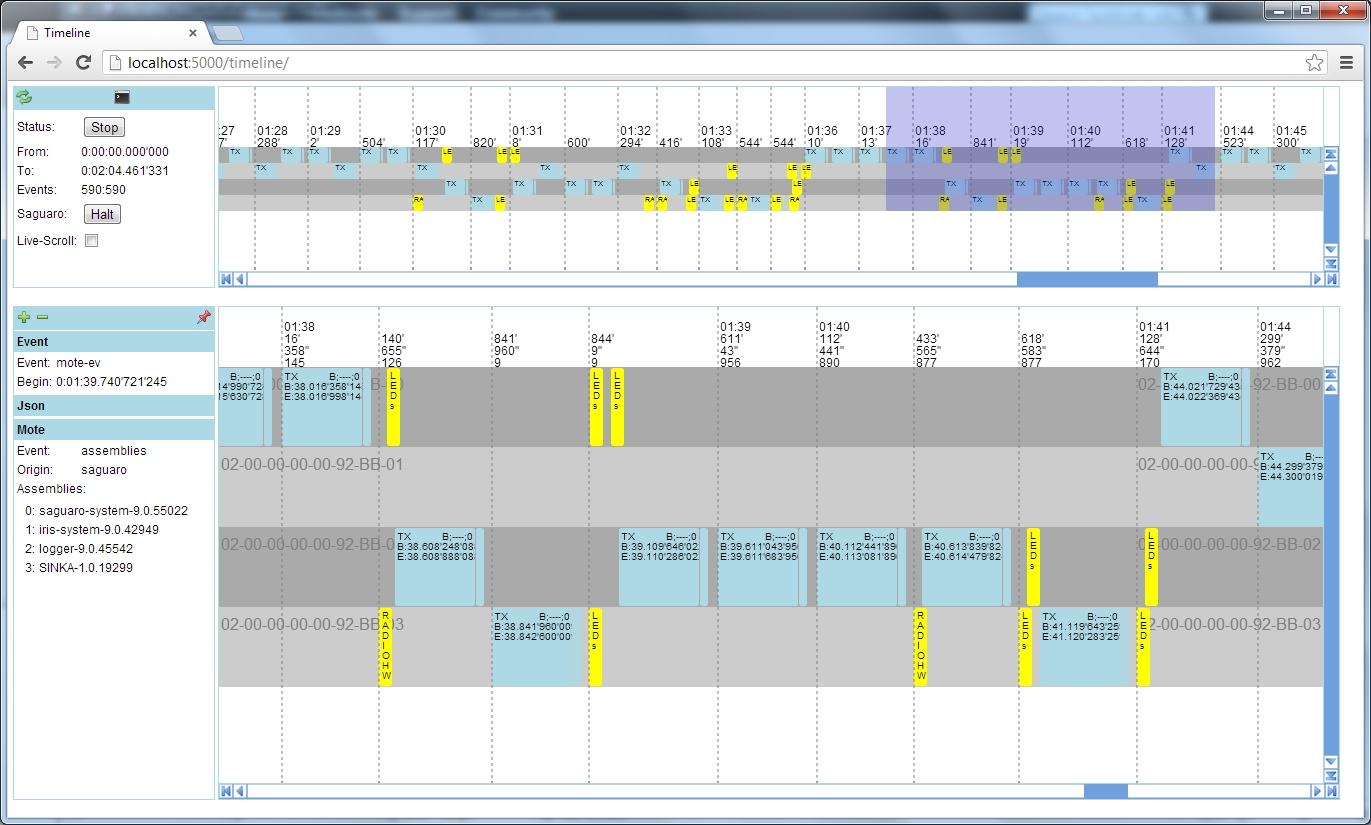 Timeline
localhost:5000/timeline/
Status: Stop
From: 0:00:00.000'000
To: 0:02:04.461'331
Events: 590:590
Saguaro: Halt
Live-Scroll:
:27 01:28 01:29 01:30 01:31 01:32 01:33 01:36 01:37 01:38 01:39 01:40 01:41 01:44 01:45
7' 288' 2' 504' 117' 820' 8' 600' 294' 416' 108' 544' 544' 10' 13' 16' 841' 19' 112' 618' 128' 523' 300'
TX TX TX TX TX LE LE LE TX TX TX TX TX LE LE LE TX TX TX
TX TX TX TX TX LE LE LE TX TX
TX TX TX TX TX LE LE TX TX TX TX TX LE LE
RA TX LE RA RA LE TX LE RA TX LE LE RA TX LE RA LE TX LE
Event
Event: mote-ev
Begin: 0:01:39.740'721'245
Json
Mote
Event: assemblies
Origin: saguaro
Assemblies:
0: saguaro-system-9.0.55022
1: iris-system-9.0.42949
2: logger-9.0.45542
3: SINKA-1.0.19299
01:38 01:39 01:40 01:41 01:44
16' 140' 841' 844' 611' 112' 433' 618' 128' 299'
358" 655" 960" 9" 43" 441" 565" 583" 644" 379"
145 126 9 9 956 890 877 877 170 962
B;----;0 TX B;----;0 LEDs LEDs LEDs TX B;----;0
14'990'728 B:38.016'358'14 02-00-00-00-00-92-BB-00 B:44.021'729'43
15'630'728 E:38.016'998'14 E:44.022'369'43
02-00-00-00-00-92-BB-01 02-00-00-00-00-9 TX B;----
B:44.299'379
E:44.300'019
TX B;----;0 TX B;----;0 TX B;----;0 TX B;----;0 TX B;----;0 LEDs LEDs
02-00-00-00-00-92-BB-0 B:38.608'248'08 B:39.109'646'02 B:39.611'043'95 B:40.112'441'89 B:40.613'839'82 02-00-00-00-00-92-BB-02
E:38.608'888'08 E:39.110'286'02 E:39.611'683'95 E:40.113'081'89 E:40.614'479'82
RADIOHW TX B;----;0 LEDs RADIOHW LEDs TX B;----;0 LEDs
02-00-00-00-00-92-BB-03 B:38.841'960'00 B:41.119'643'25 02-00-00-00-00-92-BB-03
E:38.842'600'00 E:41.120'283'25